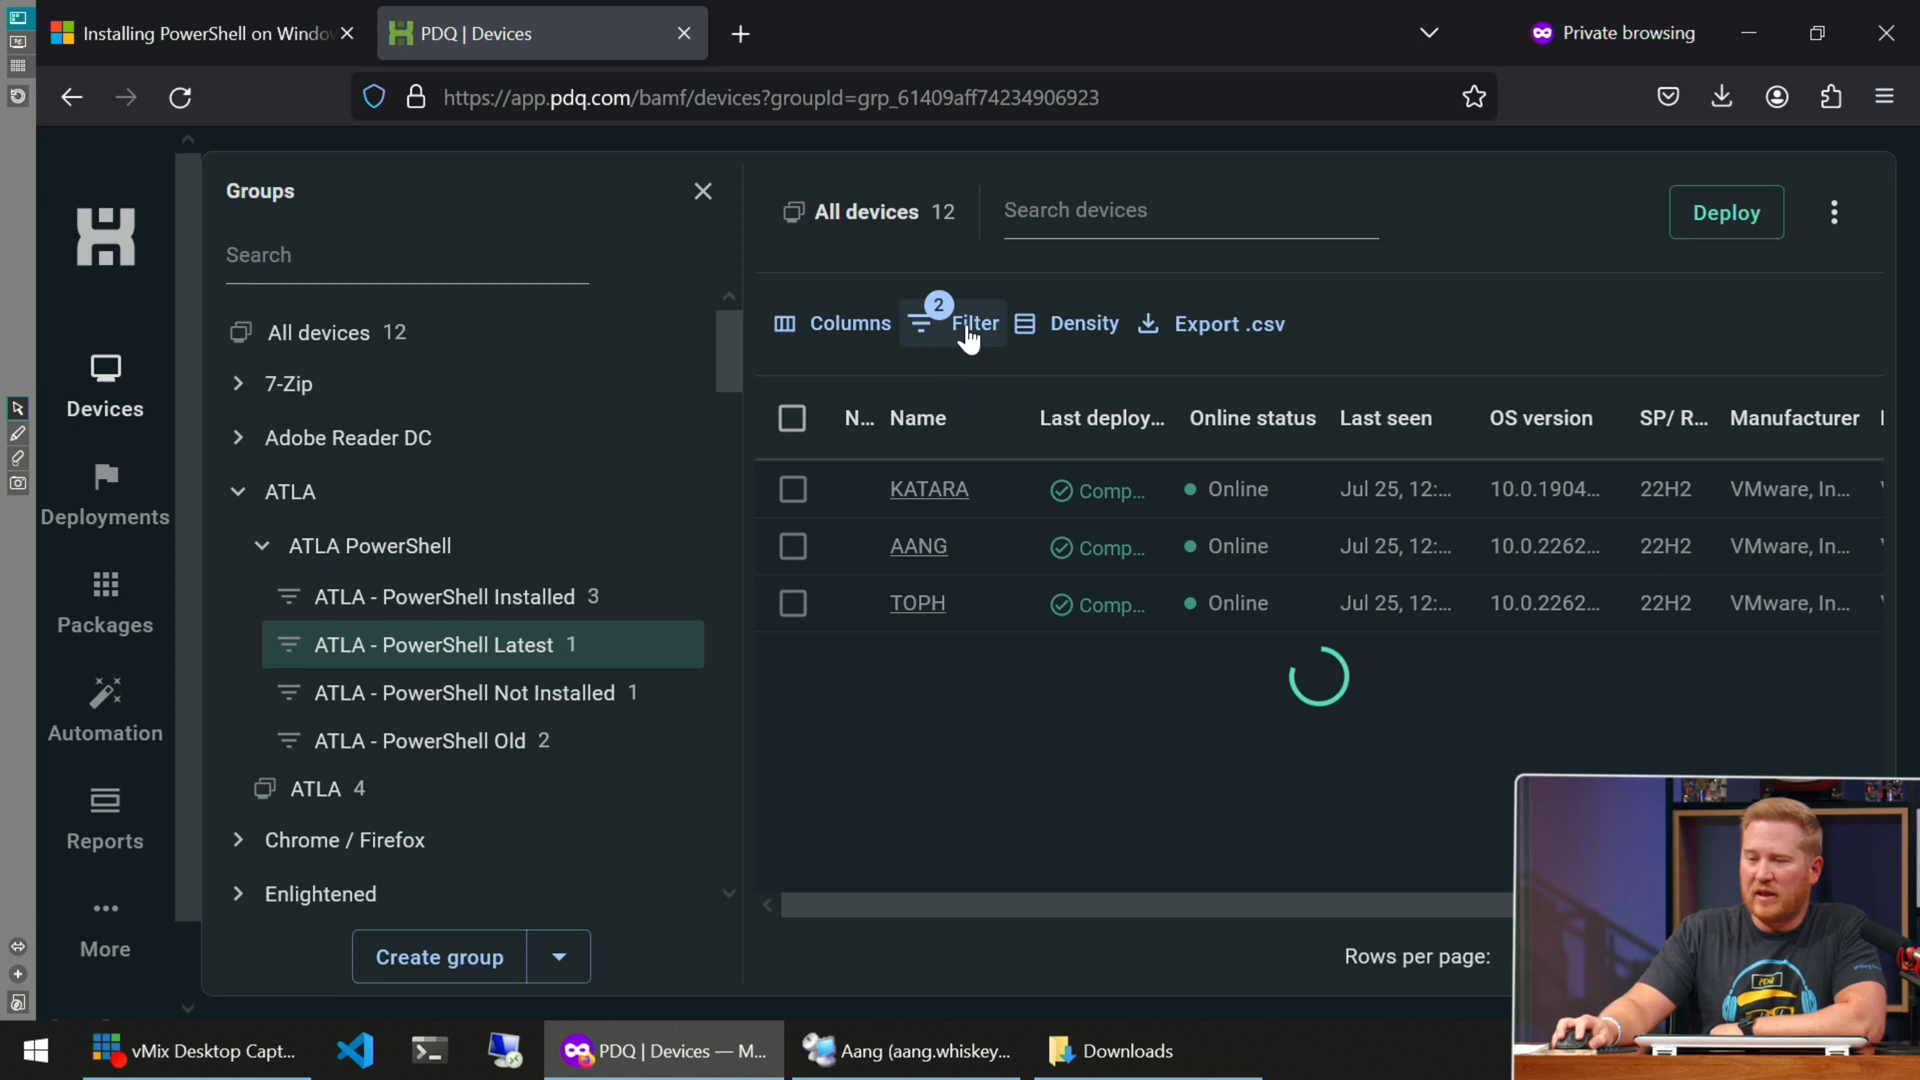 Installing PowerShell on Windo
PDQ | Devices
Private browsing
https://app.pdq.com/bamf/devices?groupId=grp_61409aff74234906923
Groups
Search
All devices 12
7-Zip
Adobe Reader DC
ATLA
ATLA PowerShell
ATLA - PowerShell Installed 3
ATLA - PowerShell Latest 1
ATLA - PowerShell Not Installed 1
ATLA - PowerShell Old 2
ATLA 4
Chrome / Firefox
Enlightened
Create group
Devices
Deployments
Packages
Automation
Reports
More
All devices 12
Search devices
Deploy
Columns
2
Filter
Density
Export .csv
N... Name Last deploy... Online status Last seen OS version SP/ R... Manufacturer
KATARA Comp... Online Jul 25, 12:... 10.0.1904... 22H2 VMware, In...
AANG Comp... Online Jul 25, 12:... 10.0.2262... 22H2 VMware, In...
TOPH Comp... Online Jul 25, 12:... 10.0.2262... 22H2 VMware, In...
Rows per page:
PDQ
vMix Desktop Capt...
PDQ | Devices — M...
Aang (aang.whiskey...
Downloads